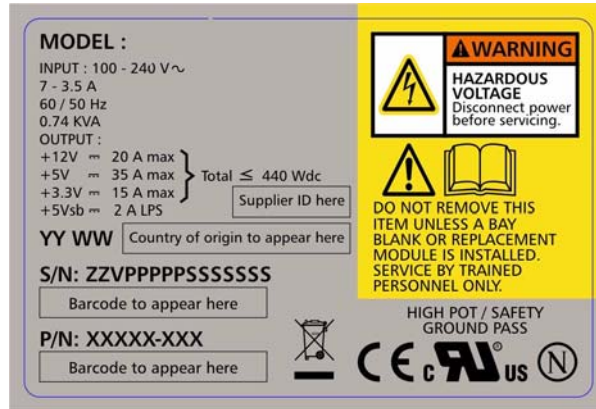 MODEL :
INPUT : 100 - 240 V~
7 - 3.5 A
60 / 50 Hz
0.74 KVA
OUTPUT :
+12V ⎓ 20 A max
+5V ⎓ 35 A max
+3.3V ⎓ 15 A max
Total ≤ 440 Wdc
+5Vsb ⎓ 2 A LPS
Supplier ID here
YY WW
Country of origin to appear here
S/N: ZZVPPPPPSSSSSSS
Barcode to appear here
P/N: XXXXX-XXX
Barcode to appear here
WARNING
HAZARDOUS
VOLTAGE
Disconnect power
before servicing.
DO NOT REMOVE THIS
ITEM UNLESS A BAY
BLANK OR REPLACEMENT
MODULE IS INSTALLED.
SERVICE BY TRAINED
PERSONNEL ONLY.
HIGH POT / SAFETY
GROUND PASS
CE c RU ® US N